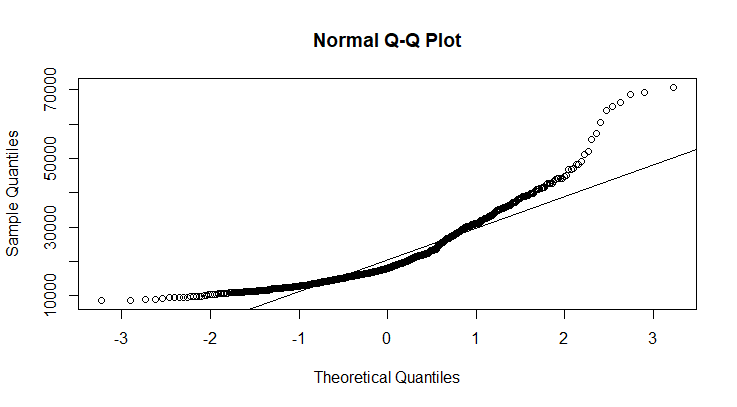 Normal Q-Q Plot
Sample Quantiles
70000
50000
30000
10000
-3 -2 -1 0 1 2 3
Theoretical Quantiles